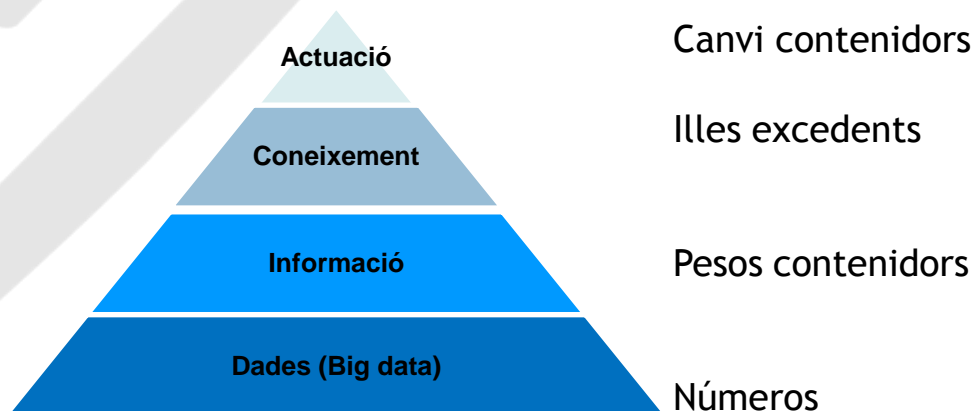 Actuació
Canvi contenidors
Coneixement
Illes excedents
Informació
Pesos contenidors
Dades (Big data)
Números